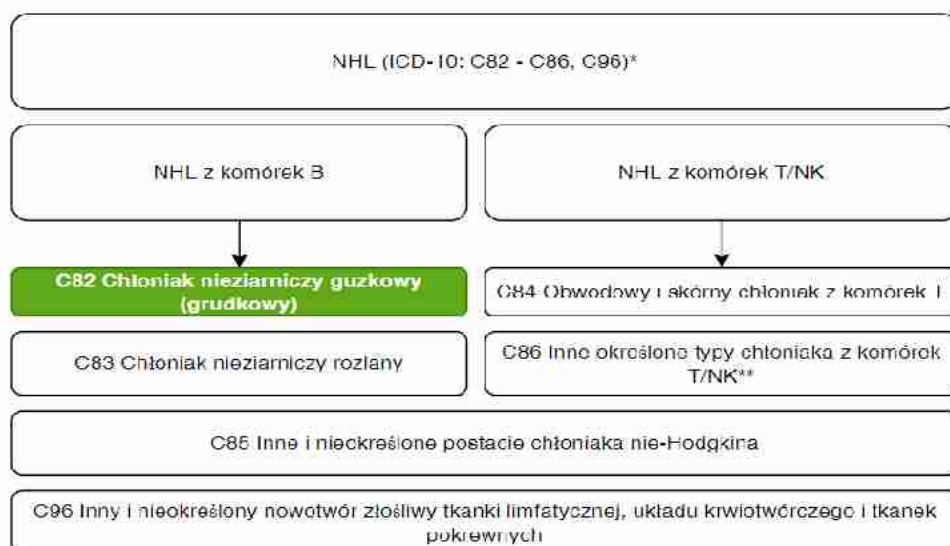 NHL (ICD-10: C82 - C86, C96)*
NHL z komórek B
NHL z komórek T/NK
C82 Chłoniak nieziarniczy guzkowy
(grudkowy)
C84 Obwodowy i skórny chłoniak z komórek T
C83 Chłoniak nieziarniczy rozlany
C86 Inne określone typy chłoniaka z komórek
T/NK**
C85 Inne i nieokreślone postacie chłoniaka nie-Hodgkina
C96 Inny i nieokreślony nowotwór złośliwy tkanki limfatycznej, układu krwiotwórczego i tkanek
pokrewnych